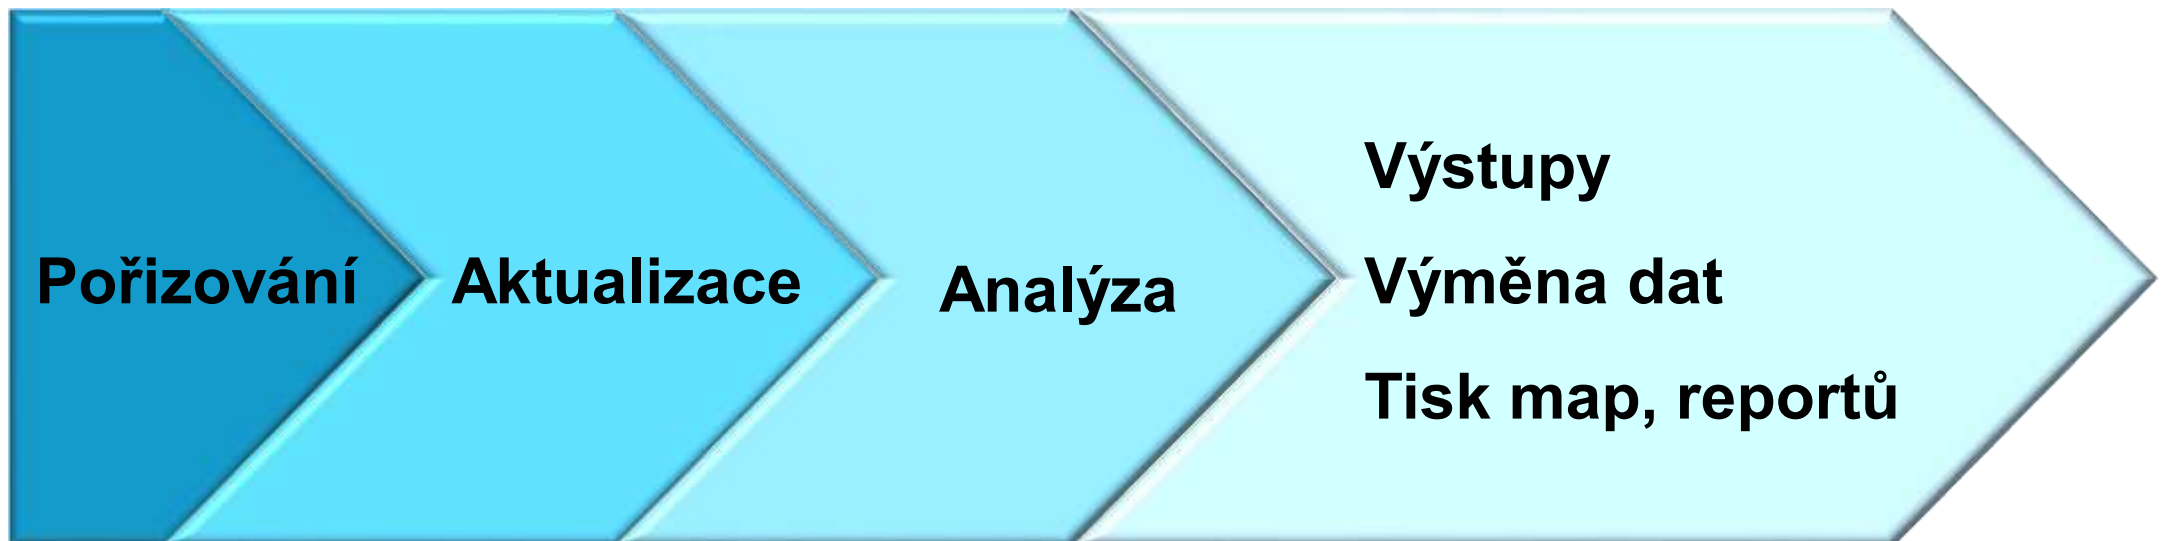 Pořizování
Aktualizace
Analýza
Výstupy
Výměna dat
Tisk map, reportů